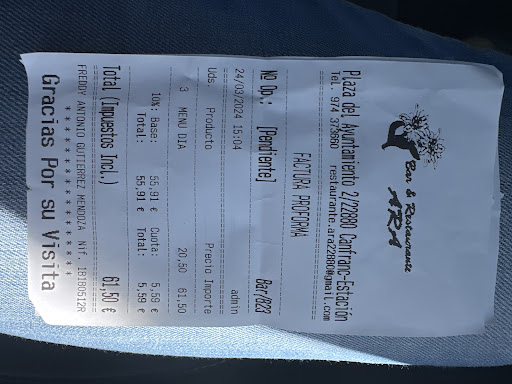 Bar & Restaurante
ARA
Plaza del Ayuntamiento 2/22880 Canfranc-Estación
Tel. 974 373660 restaurante.ara22880@gmail.com
FACTURA PROFORMA
NO Op.: [Pendiente] Bar/B23
24/03/2024 15:04 admin
Uds. Producto Precio Importe
3 MENU DIA 20,50 61,50
10%: Base: 55,91 € Cuota: 5,59 €
Total: 55,91 € Total: 5,59 €
Total (Impuestos Incl.) 61,50 €
FREDDY ANTONIO GUTIERREZ MENDOZA Nif. 
Gracias Por su Visita